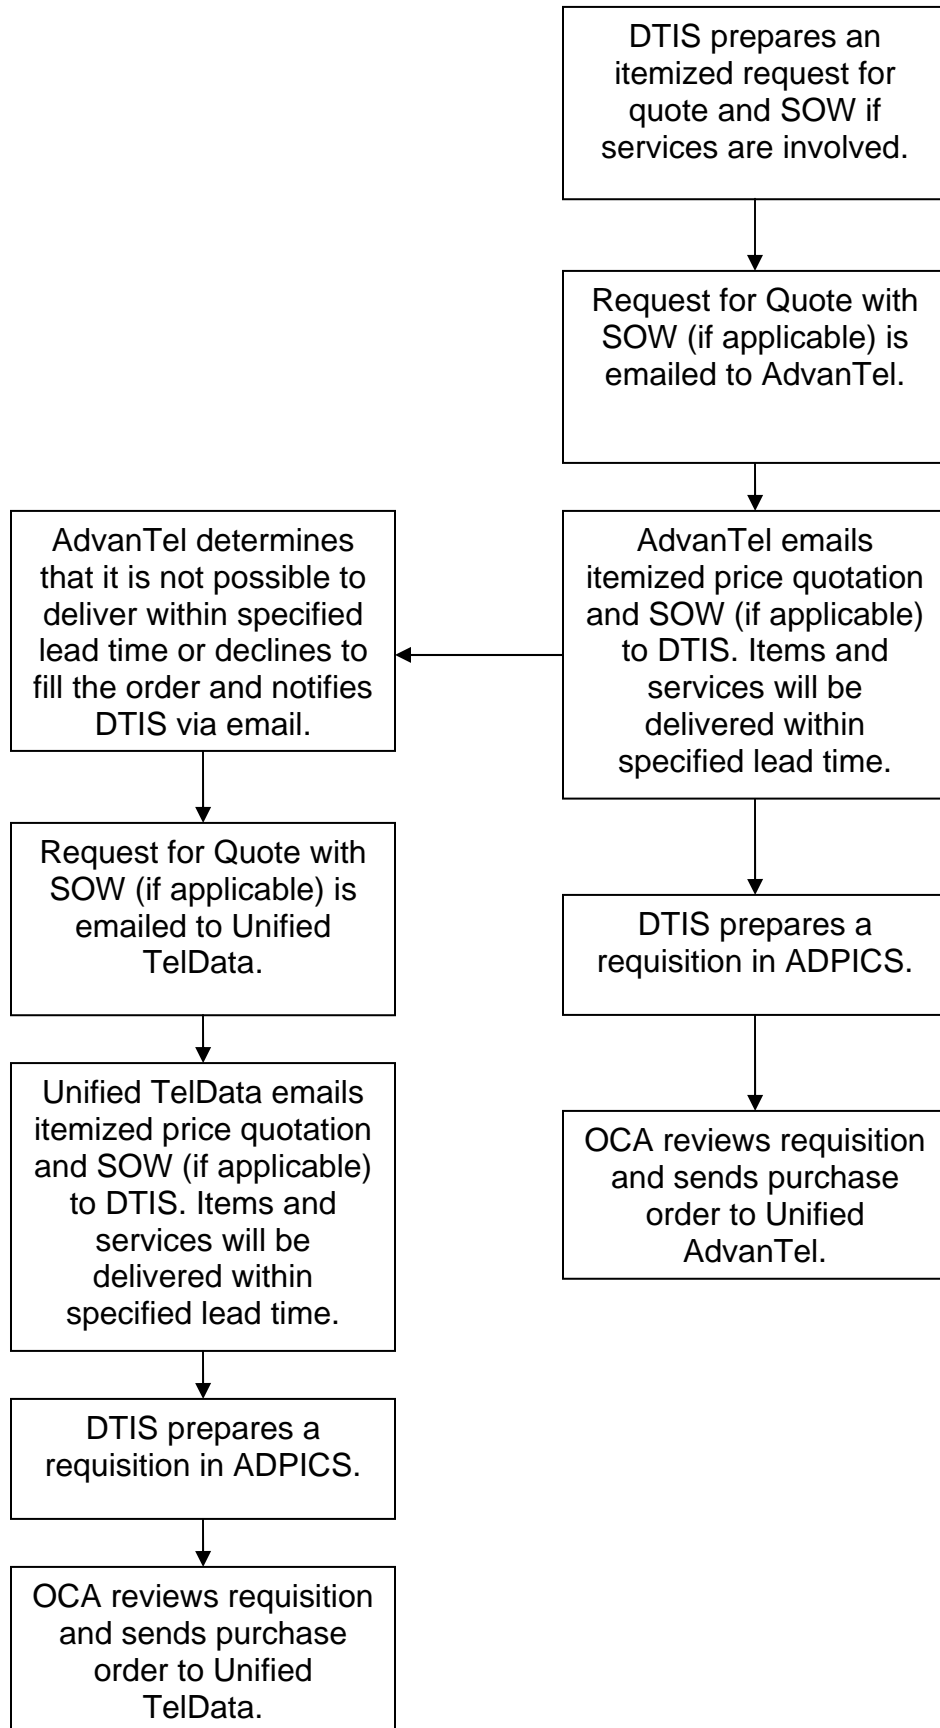 DTIS prepares an
itemized request for
quote and SOW if
services are involved.
Request for Quote with
SOW (if applicable) is
emailed to AdvanTel.
AdvanTel emails
itemized price quotation
and SOW (if applicable)
to DTIS. Items and
services will be
delivered within
specified lead time.
DTIS prepares a
requisition in ADPICS.
OCA reviews requisition
and sends purchase
order to Unified
AdvanTel.
AdvanTel determines
that it is not possible to
deliver within specified
lead time or declines to
fill the order and notifies
DTIS via email.
Request for Quote with
SOW (if applicable) is
emailed to Unified
TelData.
Unified TelData emails
itemized price quotation
and SOW (if applicable)
to DTIS. Items and
services will be
delivered within
specified lead time.
DTIS prepares a
requisition in ADPICS.
OCA reviews requisition
and sends purchase
order to Unified
TelData.